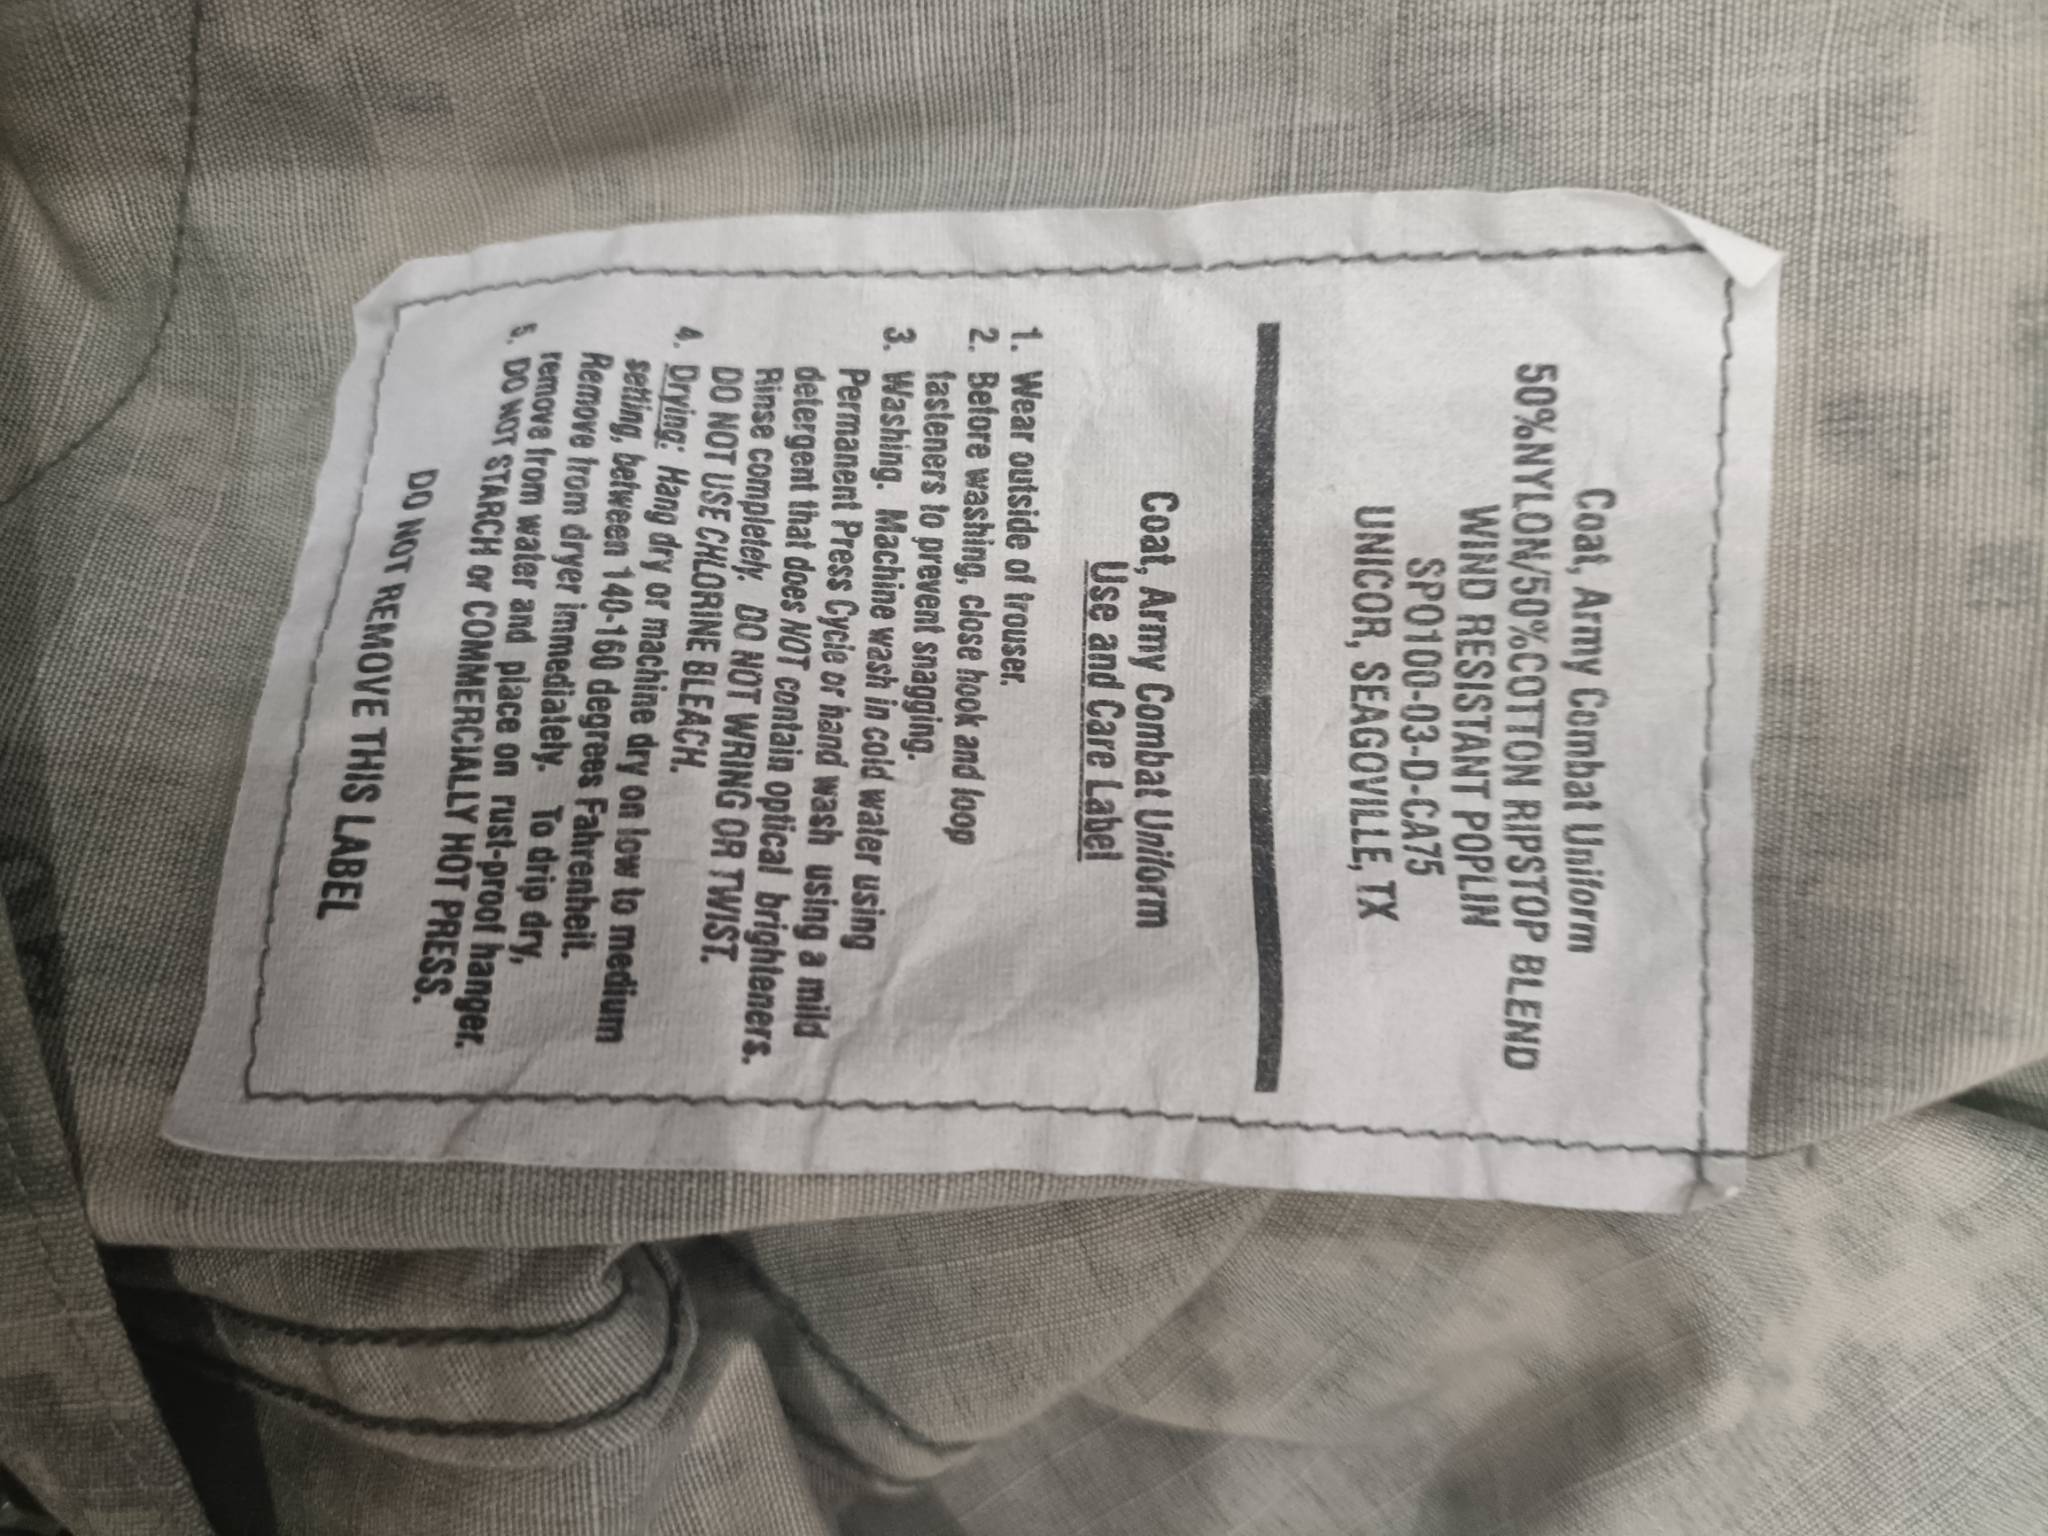 Coat, Army Combat Uniform
50%NYLON/50%COTTON RIPSTOP BLEND
WIND RESISTANT POPLIN
SPO100-03-D-CA75
UNICOR, SEAGOVILLE, TX
Coat, Army Combat Uniform
Use and Care Label
1. Wear outside of trouser.
2. Before washing, close hook and loop
fasteners to prevent snagging.
3. Washing. Machine wash in cold water using
Permanent Press Cycle or hand wash using a mild
detergent that does NOT contain optical brighteners.
Rinse completely. DO NOT WRING OR TWIST.
DO NOT USE CHLORINE BLEACH.
4. Drying: Hang dry or machine dry on low to medium
setting, between 140-160 degrees Fahrenheit.
Remove from dryer immediately. To drip dry,
remove from water and place on rust-proof hanger.
5. DO NOT STARCH or COMMERCIALLY HOT PRESS.
DO NOT REMOVE THIS LABEL